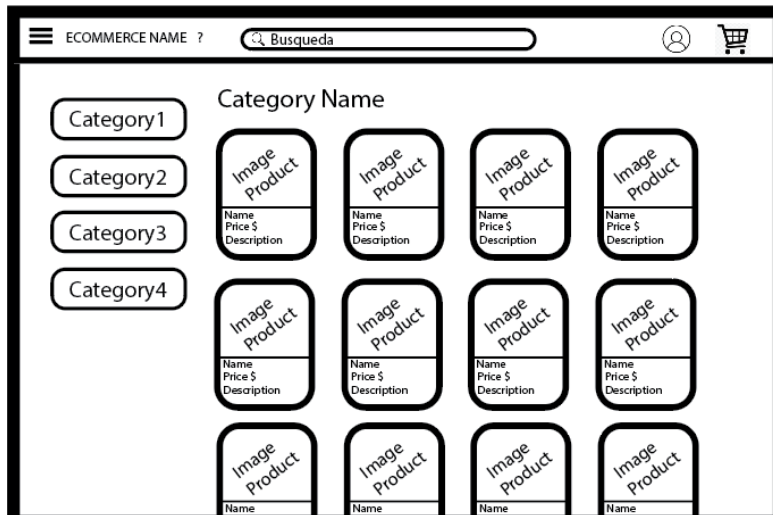 ECOMMERCE NAME ?
Busqueda
Category1
Category2
Category3
Category4
Category Name
Image
Product
Name
Price $
Description
Image
Product
Name
Price $
Description
Image
Product
Name
Price $
Description
Image
Product
Name
Price $
Description
Image
Product
Name
Price $
Description
Image
Product
Name
Price $
Description
Image
Product
Name
Price $
Description
Image
Product
Name
Price $
Description
Image
Product
Name
Image
Product
Name
Image
Product
Name
Image
Product
Name